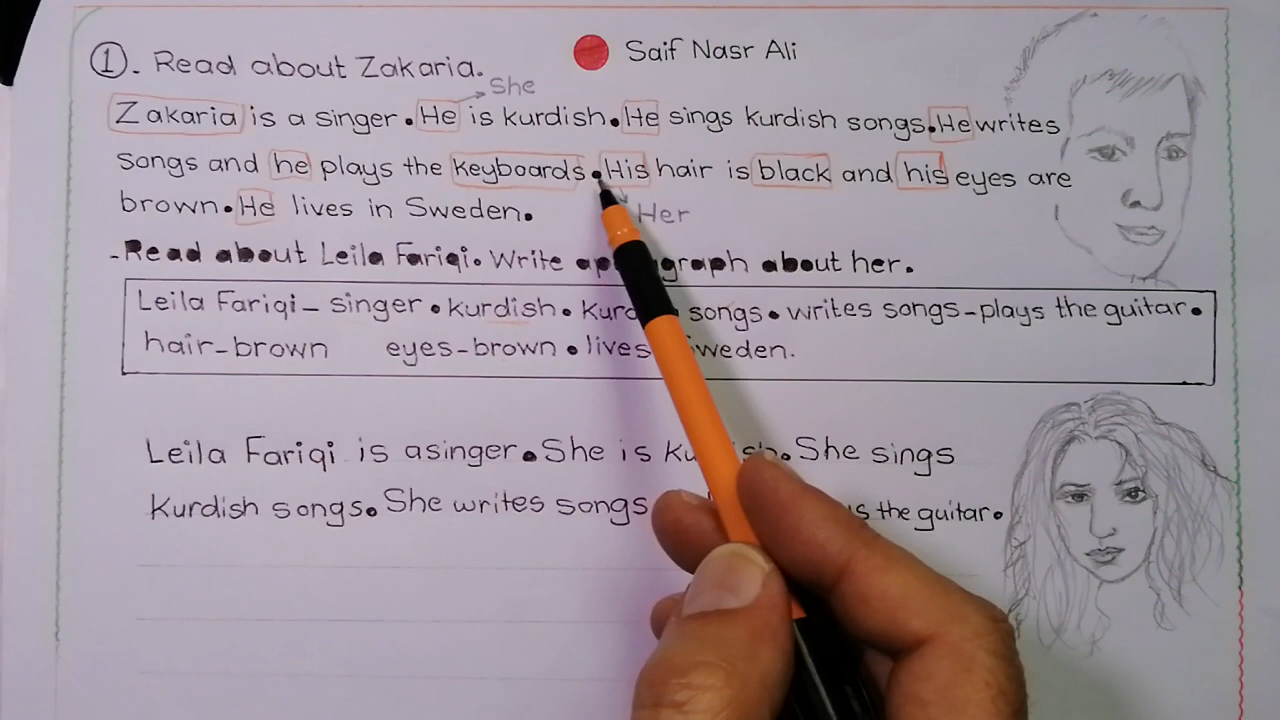 1. Read about Zakaria.
Saif Nasr Ali
She
Zakaria is a singer. He is kurdish. He sings kurdish songs. He writes
songs and he plays the keyboards. His hair is black and his eyes are
brown. He lives in Sweden.
Her
-Read about Leila Fariqi. Write about her.
Leila Fariqi- singer. kurdish. songs. writes songs-plays the guitar.
hair-brown eyes-brown. lives Sweden.
Leila Fariqi is asinger. She is She sings
Kurdish songs. She writes songs the guitar.